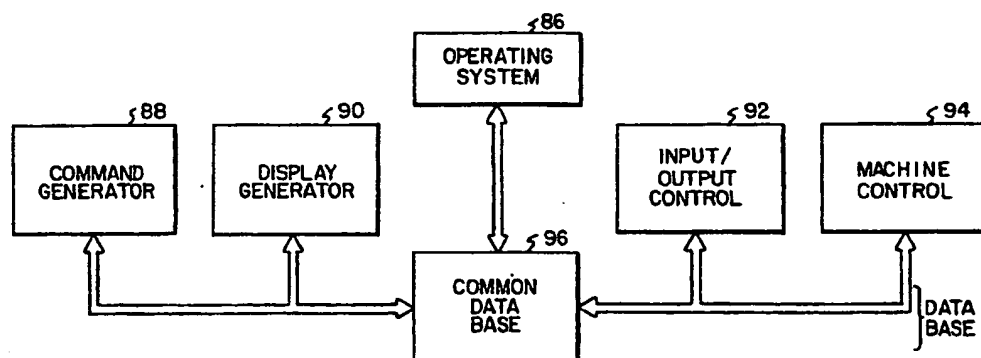 86
OPERATING
SYSTEM
88
COMMAND
GENERATOR
90
DISPLAY
GENERATOR
92
INPUT/
OUTPUT
CONTROL
94
MACHINE
CONTROL
96
COMMON
DATA
BASE
DATA
BASE